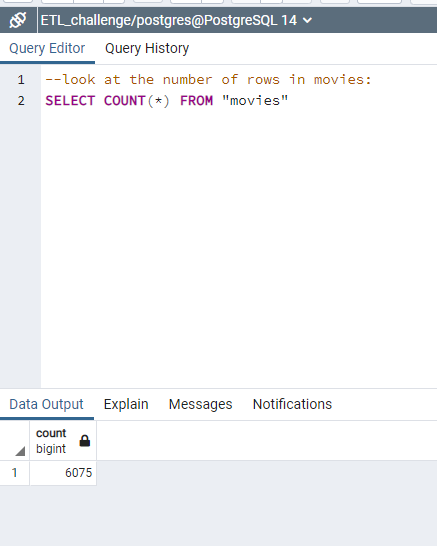 ETL_challenge/postgres@PostgreSQL 14
Query Editor Query History
1 --look at the number of rows in movies:
2 SELECT COUNT(*) FROM "movies"
Data Output Explain Messages Notifications
count
bigint
1 6075